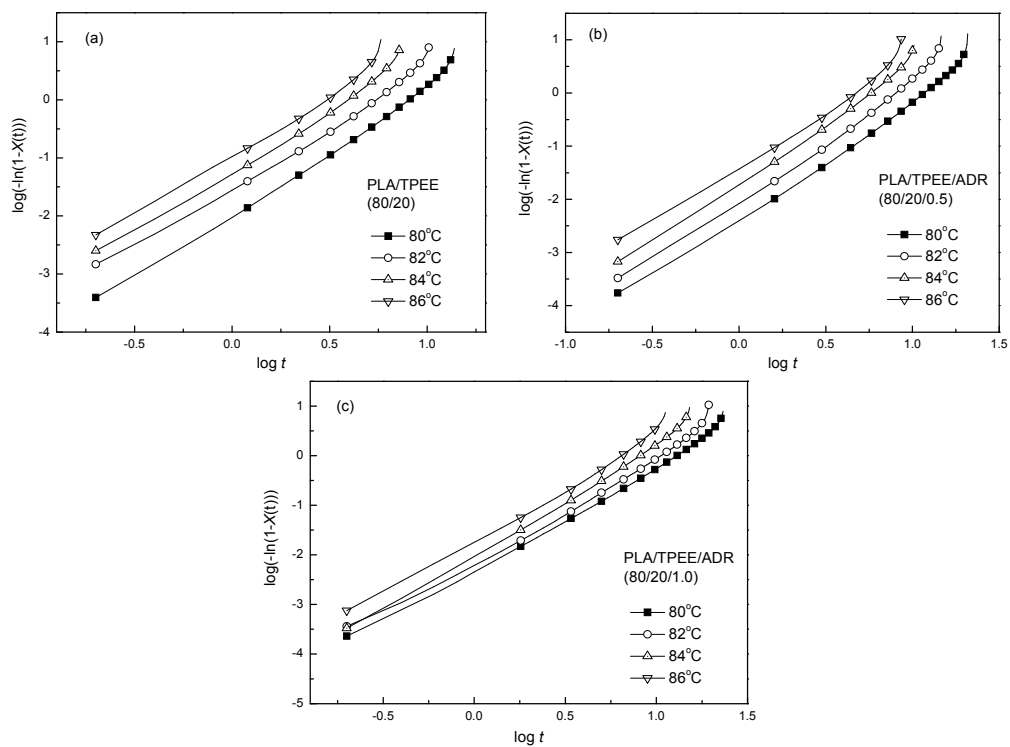 (a)
1
0
-1
-2
-3
-4
log(-ln(1-X(t)))
-0.5
0.0
0.5
1.0
log t
PLA/TPEE
(80/20)
80°C
82°C
84°C
86°C
(b)
2
1
0
-1
-2
-3
-4
log(-ln(1-X(t)))
-1.0
-0.5
0.0
0.5
1.0
1.5
log t
PLA/TPEE/ADR
(80/20/0.5)
80°C
82°C
84°C
86°C
(c)
1
0
-1
-2
-3
-4
-5
log(-ln(1-X(t)))
-0.5
0.0
0.5
1.0
1.5
log t
PLA/TPEE/ADR
(80/20/1.0)
80°C
82°C
84°C
86°C